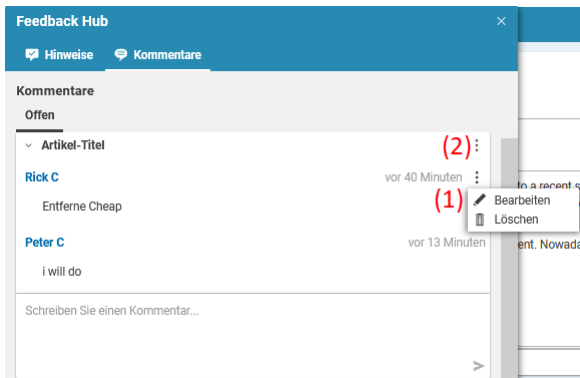 Feedback Hub
Hinweise Kommentare
Kommentare
Offen
Artikel-Titel (2)
Rick C vor 40 Minuten
(1) Bearbeiten
Entferne Cheap
Löschen
Peter C vor 13 Minuten
i will do
Schreiben Sie einen Kommentar...
to a recent s
ent. Nowada